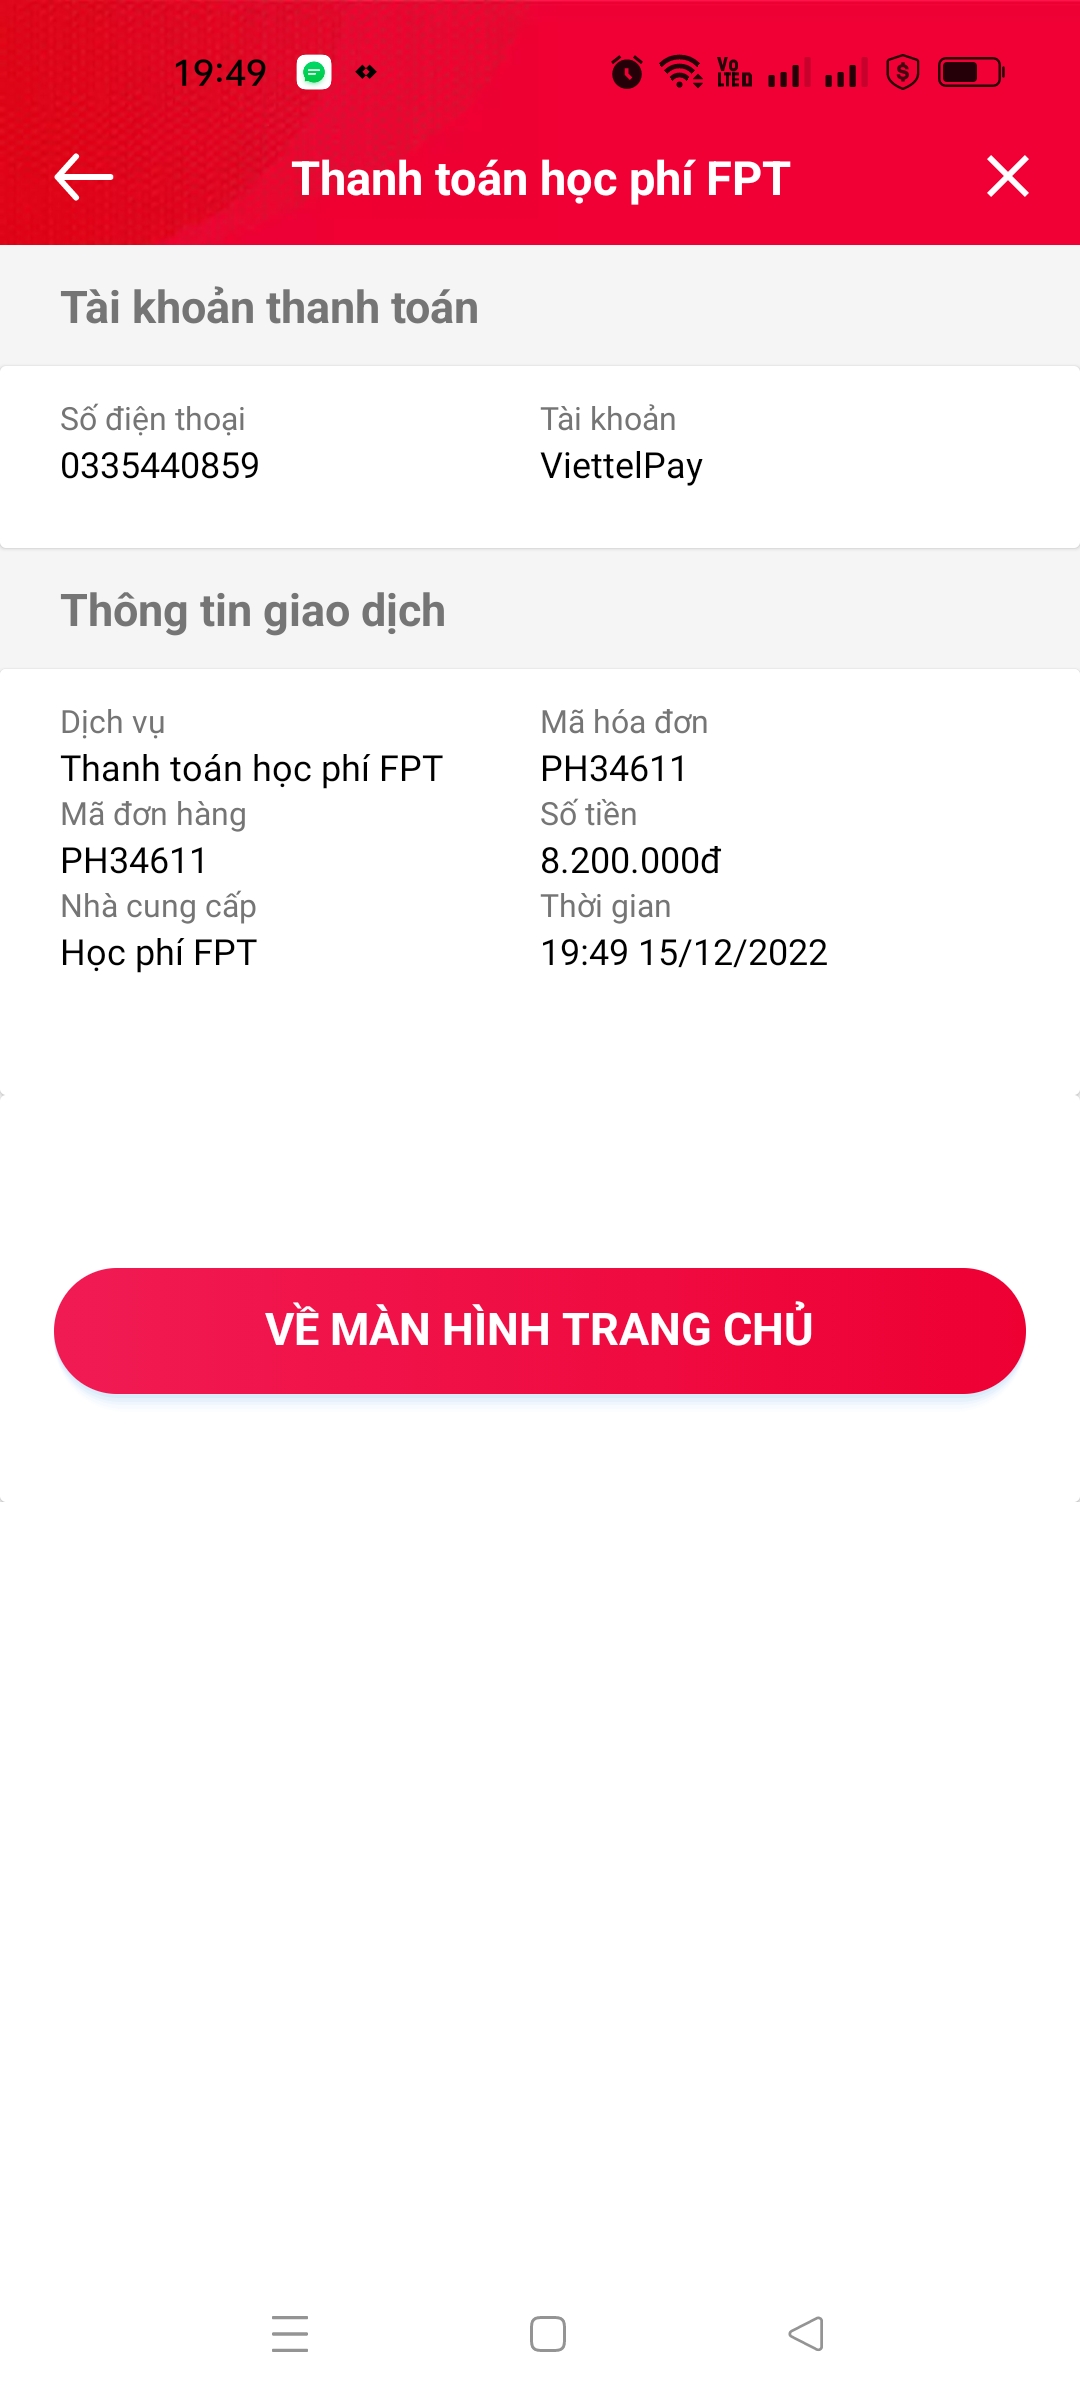 19:49
Vo
LTED
Thanh toán học phí FPT
Tài khoản thanh toán
Số điện thoại
Tài khoản
0335440859
ViettelPay
Thông tin giao dịch
Dịch vụ
Mã hóa đơn
Thanh toán học phí FPT
PH34611
Mã đơn hàng
Số tiền
PH34611
8.200.000đ
Nhà cung cấp
Thời gian
Học phí FPT
19:49 15/12/2022
VỀ MÀN HÌNH TRANG CHỦ